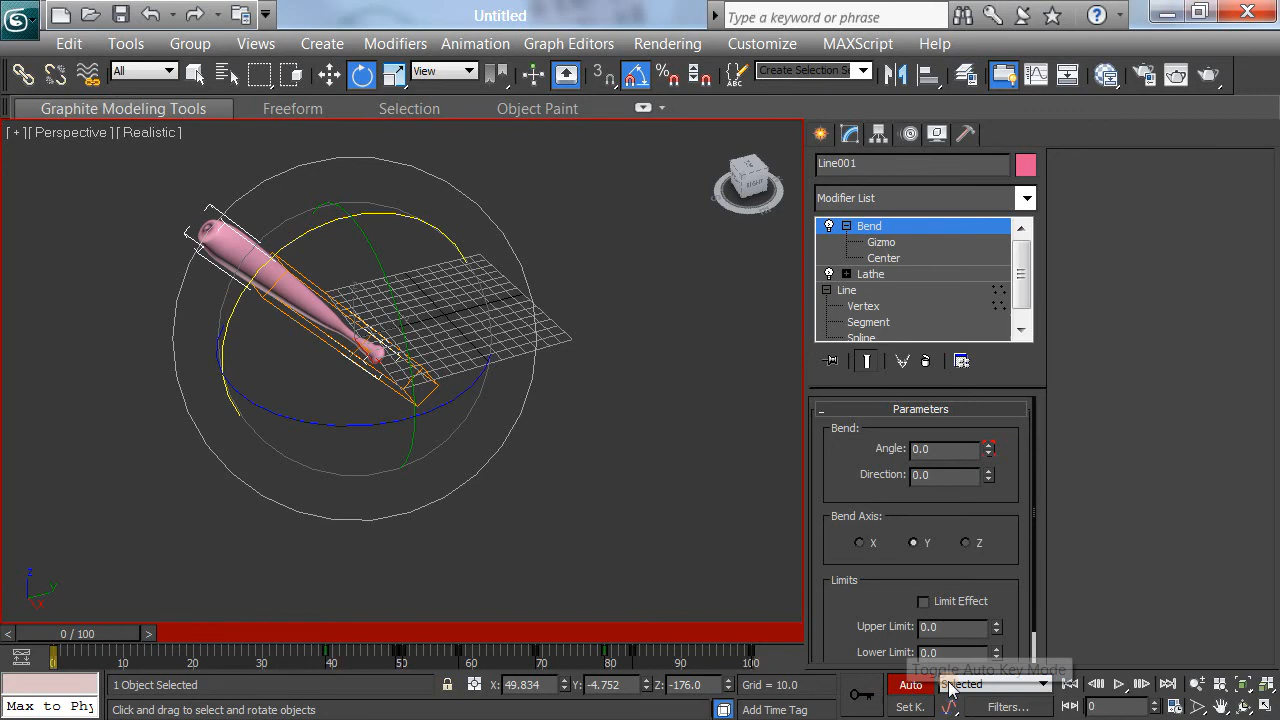 Untitled
Type a keyword or phrase
Edit Tools Group Views Create Modifiers Animation Graph Editors Rendering Customize MAXScript Help
All View 3 Create Selection Se
Graphite Modeling Tools Freeform Selection Object Paint
[ + ][ Perspective ][ Realistic ]
RIGHT
Line001
Modifier List
Bend
Gizmo
Center
Lathe
Line
Vertex
Segment
Spline
Parameters
Bend:
Angle: 0.0
Direction: 0.0
Bend Axis:
X Y Z
Limits
Limit Effect
Upper Limit: 0.0
Lower Limit: 0.0
z
y
x
0 / 100
0 10 20 30 40 50 60 70 80 90 100
Toggle Auto Key Mode
1 Object Selected X: 49.834 Y: -4.752 Z: -176.0 Grid = 10.0 Auto Selected
Max to Phy Click and drag to select and rotate objects Add Time Tag Set K. Filters... 0